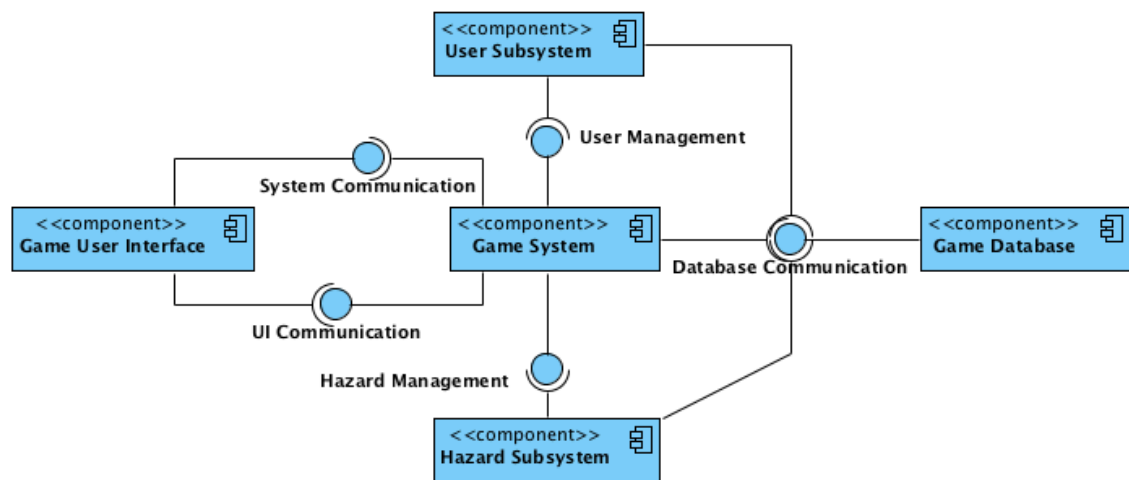 <<component>>
User Subsystem
User Management
System Communication
<<component>>
Game User Interface
<<component>>
Game System
<<component>>
Game Database
Database Communication
UI Communication
Hazard Management
<<component>>
Hazard Subsystem